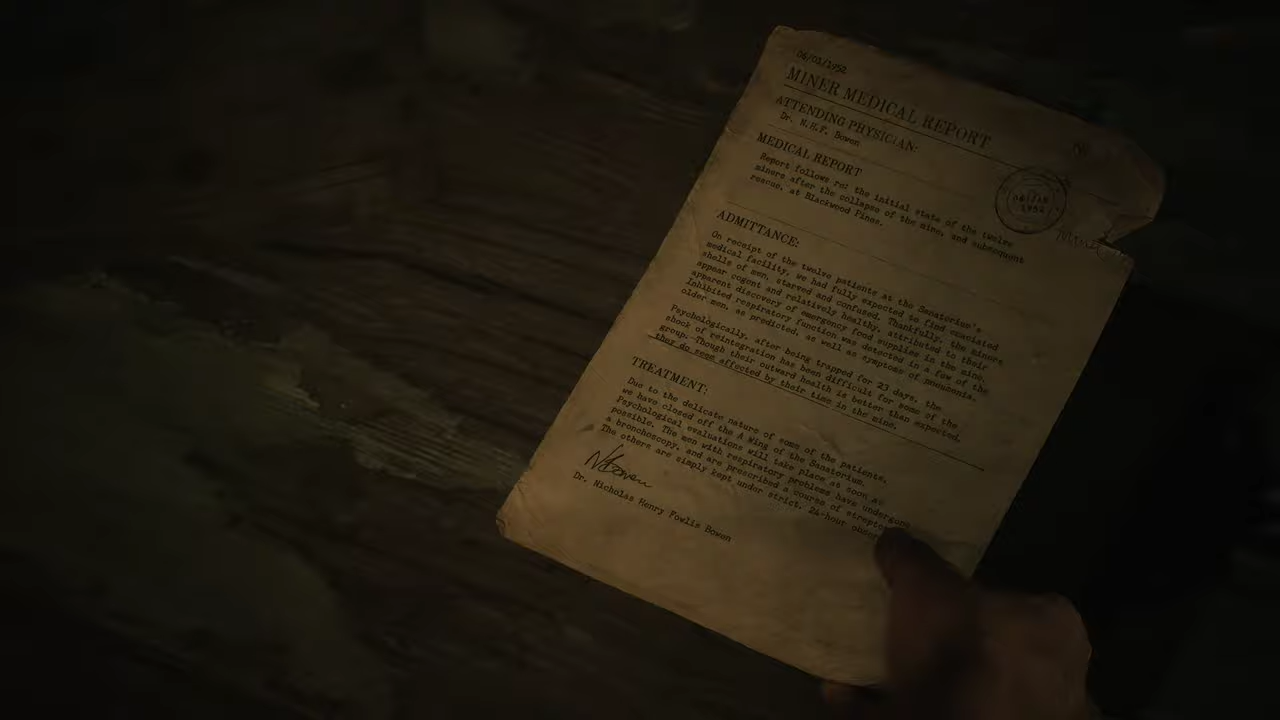 06/01/1952
MINER MEDICAL REPORT
ATTENDING PHYSICIAN:
Dr. N.H.F. Bowen
MEDICAL REPORT
Report follows re: the initial state of the twelve
miners after the collapse of the mine, and subsequent
rescue, at Blackwood Pines.
06 JAN
1952
ADMITTANCE:
On receipt of the twelve patients at the Sanatorium's
medical facility, we had fully expected to find emaciated
shells of men, starved and confused. Thankfully, the miners
appear cogent and relatively healthy, attributed to their
apparent discovery of emergency food supplies in the mine.
Inhibited respiratory function was detected in a few of the
older men, as predicted, as well as symptoms of pneumonia.
Psychologically, after being trapped for 23 days, the
shock of reintegration has been difficult for some of the
group. Though their outward health is better than expected,
they do seem affected by their time in the mine.
TREATMENT:
Due to the delicate nature of some of the patients,
we have closed off the A wing of the Sanatorium.
Psychological evaluations will take place as soon as
possible. The men with respiratory problems have undergone
a bronchoscopy, and are prescribed a course of
The others are simply kept under strict, 24-hour
NBowen
Dr. Nicholas Henry Fowlis Bowen